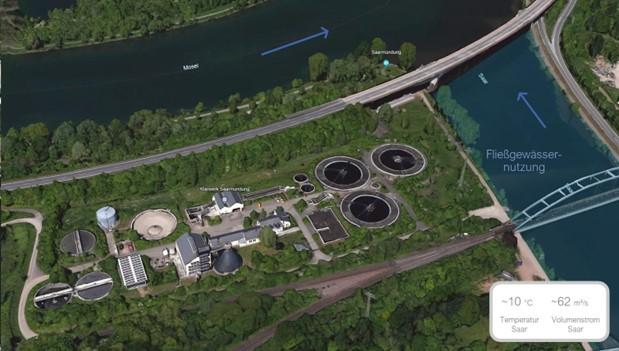 Saarmündung
Mosel
Saar
Fließgewässer-
nutzung
Klärwerk Saarmündung
~10 °C
~62 m³/s
Temperatur
Saar
Volumenstrom
Saar